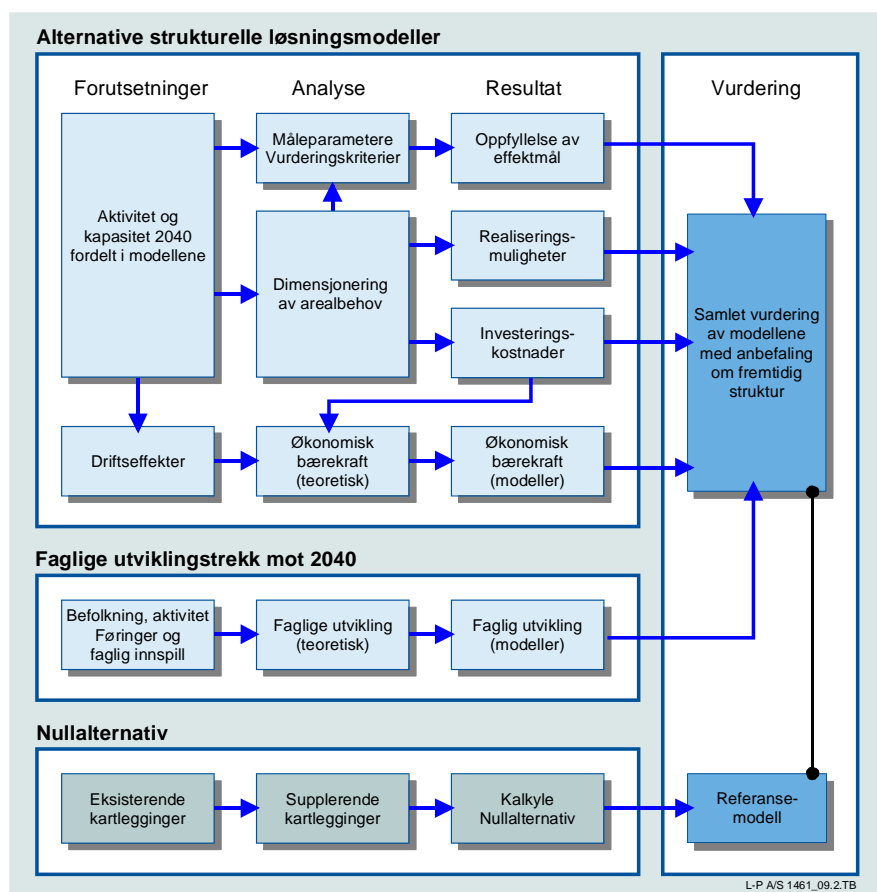 Alternative strukturelle løsningsmodeller
Forutsetninger
Analyse
Resultat
Vurdering
Aktivitet og
kapasitet 2040
fordelt i modellene
Måleparametere
Vurderingskriterier
Oppfyllelse av
effektmål
Dimensjonering
av arealbehov
Realiserings-
muligheter
Investerings-
kostnader
Samlet vurdering
av modellene
med anbefaling
om fremtidig
struktur
Driftseffekter
Økonomisk
bærekraft
(teoretisk)
Økonomisk
bærekraft
(modeller)
Faglige utviklingstrekk mot 2040
Befolkning, aktivitet
Føringer og
faglig innspill
Faglige utvikling
(teoretisk)
Faglig utvikling
(modeller)
Nullalternativ
Eksisterende
kartlegginger
Supplerende
kartlegginger
Kalkyle
Nullalternativ
Referanse-
modell
L-P A/S 1461_09.2.TB